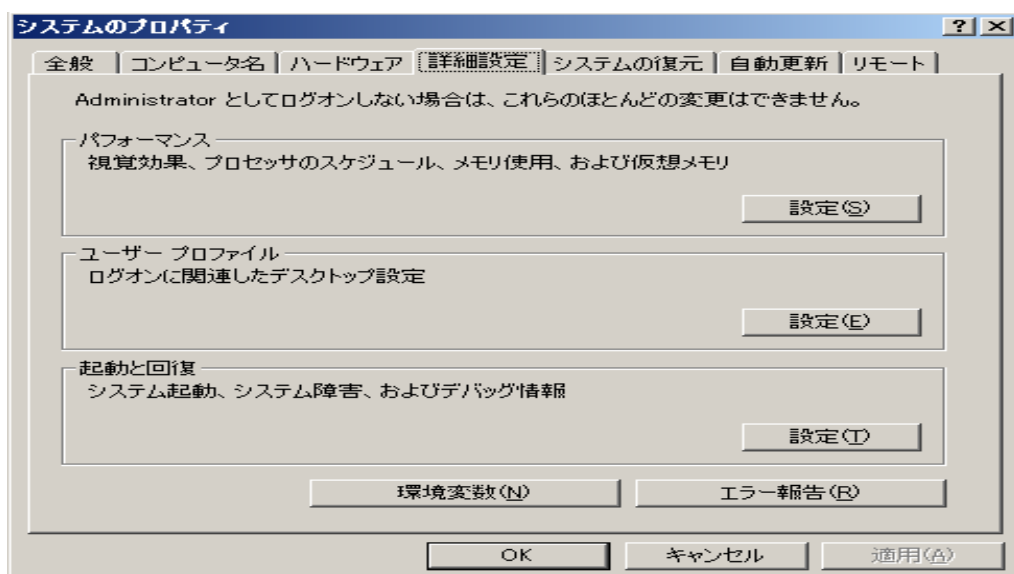 システムのプロパティ
全般 コンピュータ名 ハードウェア 詳細設定 システムの復元 自動更新 リモート
Administrator としてログオンしない場合は、これらのほとんどの変更はできません。
パフォーマンス
視覚効果、プロセッサのスケジュール、メモリ使用、および仮想メモリ
設定(S)
ユーザー プロファイル
ログオンに関連したデスクトップ設定
設定(E)
起動と回復
システム起動、システム障害、およびデバッグ情報
設定(T)
環境変数(N) エラー報告(R)
OK キャンセル 適用(A)